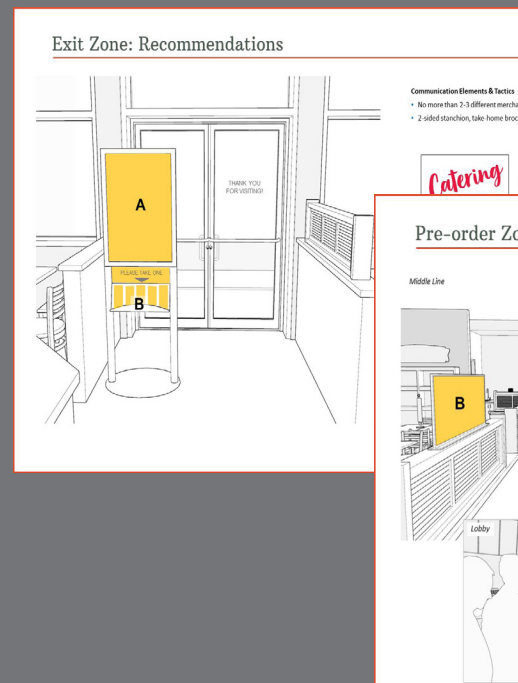 Exit Zone: Recommendations
Communication Elements & Tactics
• No more than 2-3 different mercha
• 2-sided stanchion, take-home broc
THANK YOU
FOR VISITING!
A
PLEASE TAKE ONE
B
Catering
Pre-order Zo
Middle Line
B
Lobby